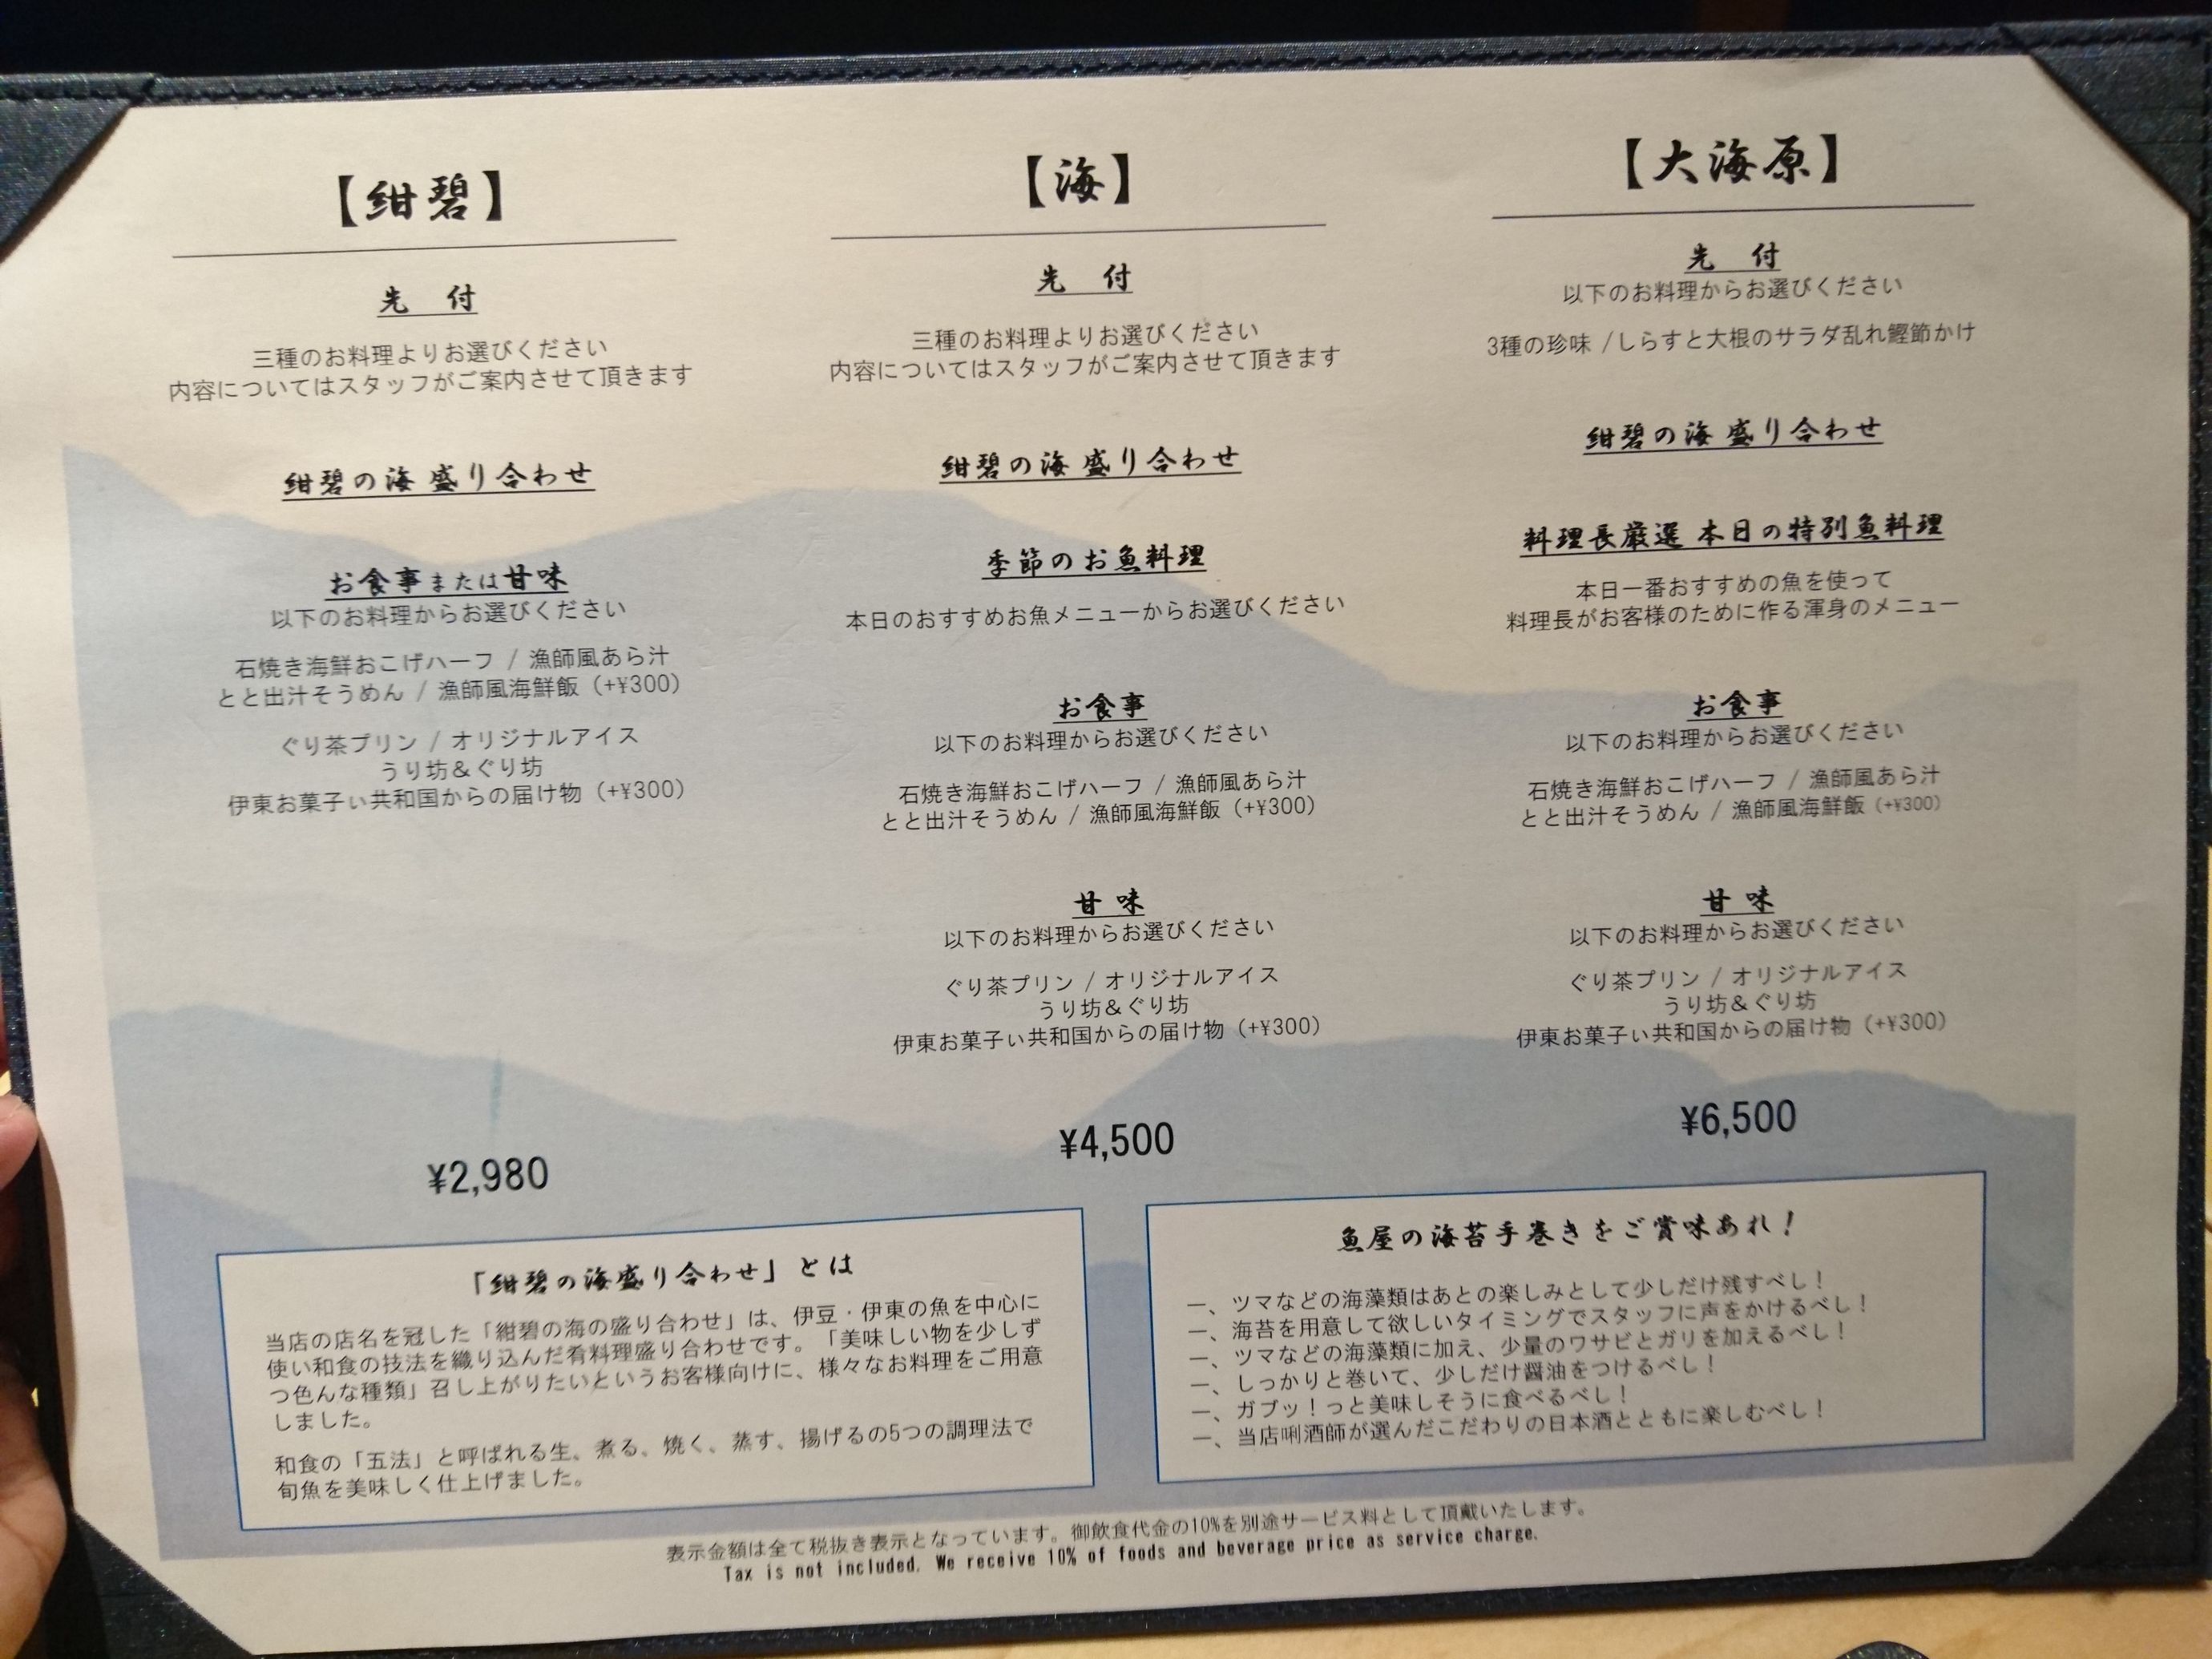 【紺碧】
先 付
三種のお料理よりお選びください
内容についてはスタッフがご案内させて頂きます
紺碧の海 盛り合わせ
お食事または甘味
以下のお料理からお選びください
石焼き海鮮おこげハーフ / 漁師風あら汁
とと出汁そうめん / 漁師風海鮮飯（+¥300）
ぐり茶プリン / オリジナルアイス
うり坊＆ぐり坊
伊東お菓子ぃ共和国からの届け物（+¥300）
¥2,980
【海】
先 付
三種のお料理よりお選びください
内容についてはスタッフがご案内させて頂きます
紺碧の海 盛り合わせ
季節のお魚料理
本日のおすすめお魚メニューからお選びください
お食事
以下のお料理からお選びください
石焼き海鮮おこげハーフ / 漁師風あら汁
とと出汁そうめん / 漁師風海鮮飯（+¥300）
甘 味
以下のお料理からお選びください
ぐり茶プリン / オリジナルアイス
うり坊＆ぐり坊
伊東お菓子ぃ共和国からの届け物（+¥300）
¥4,500
【大海原】
先 付
以下のお料理からお選びください
3種の珍味 /しらすと大根のサラダ乱れ鰹節かけ
紺碧の海 盛り合わせ
料理長厳選 本日の特別魚料理
本日一番おすすめの魚を使って
料理長がお客様のために作る渾身のメニュー
お食事
以下のお料理からお選びください
石焼き海鮮おこげハーフ / 漁師風あら汁
とと出汁そうめん / 漁師風海鮮飯（+¥300）
甘 味
以下のお料理からお選びください
ぐり茶プリン / オリジナルアイス
うり坊＆ぐり坊
伊東お菓子ぃ共和国からの届け物（+¥300）
¥6,500
「紺碧の海盛り合わせ」とは
当店の店名を冠した「紺碧の海の盛り合わせ」は、伊豆・伊東の魚を中心に
使い和食の技法を織り込んだ肴料理盛り合わせです。「美味しい物を少しず
つ色んな種類」召し上がりたいというお客様向けに、様々なお料理をご用意
しました。
和食の「五法」と呼ばれる生、煮る、焼く、蒸す、揚げるの5つの調理法で
旬魚を美味しく仕上げました。
魚屋の海苔手巻きをご賞味あれ！
一、ツマなどの海藻類はあとの楽しみとして少しだけ残すべし！
一、海苔を用意して欲しいタイミングでスタッフに声をかけるべし！
一、ツマなどの海藻類に加え、少量のワサビとガリを加えるべし！
一、しっかりと巻いて、少しだけ醤油をつけるべし！
一、ガブッ！っと美味しそうに食べるべし！
一、当店唎酒師が選んだこだわりの日本酒とともに楽しむべし！
表示金額は全て税抜き表示となっています。御飲食代金の10%を別途サービス料として頂戴いたします。
Tax is not included. We receive 10% of foods and beverage price as service charge.